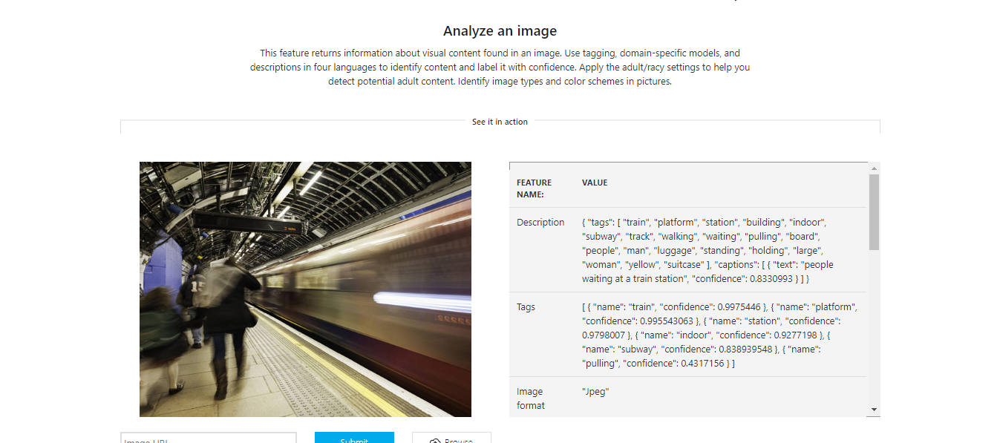 Analyze an image
This feature returns information about visual content found in an image. Use tagging, domain-specific models, and
descriptions in four languages to identify content and label it with confidence. Apply the adult/racy settings to help you
detect potential adult content. Identify image types and color schemes in pictures.
See it in action
FEATURE
NAME:
VALUE
Description
{ "tags": [ "train", "platform", "station", "building", "indoor",
"subway", "track", "walking", "waiting", "pulling", "board",
"people", "man", "luggage", "standing", "holding", "large",
"woman", "yellow", "suitcase" ], "captions": [ { "text": "people
waiting at a train station", "confidence": 0.8330993 } ] }
Tags
[ { "name": "train", "confidence": 0.9975446 }, { "name": "platform",
"confidence": 0.995543063 }, { "name": "station", "confidence":
0.9798007 }, { "name": "indoor", "confidence": 0.9277198 }, {
"name": "subway", "confidence": 0.838939548 }, { "name":
"pulling", "confidence": 0.4317156 } ]
Image
format
"Jpeg"
15
Image URL
Submit
Browse